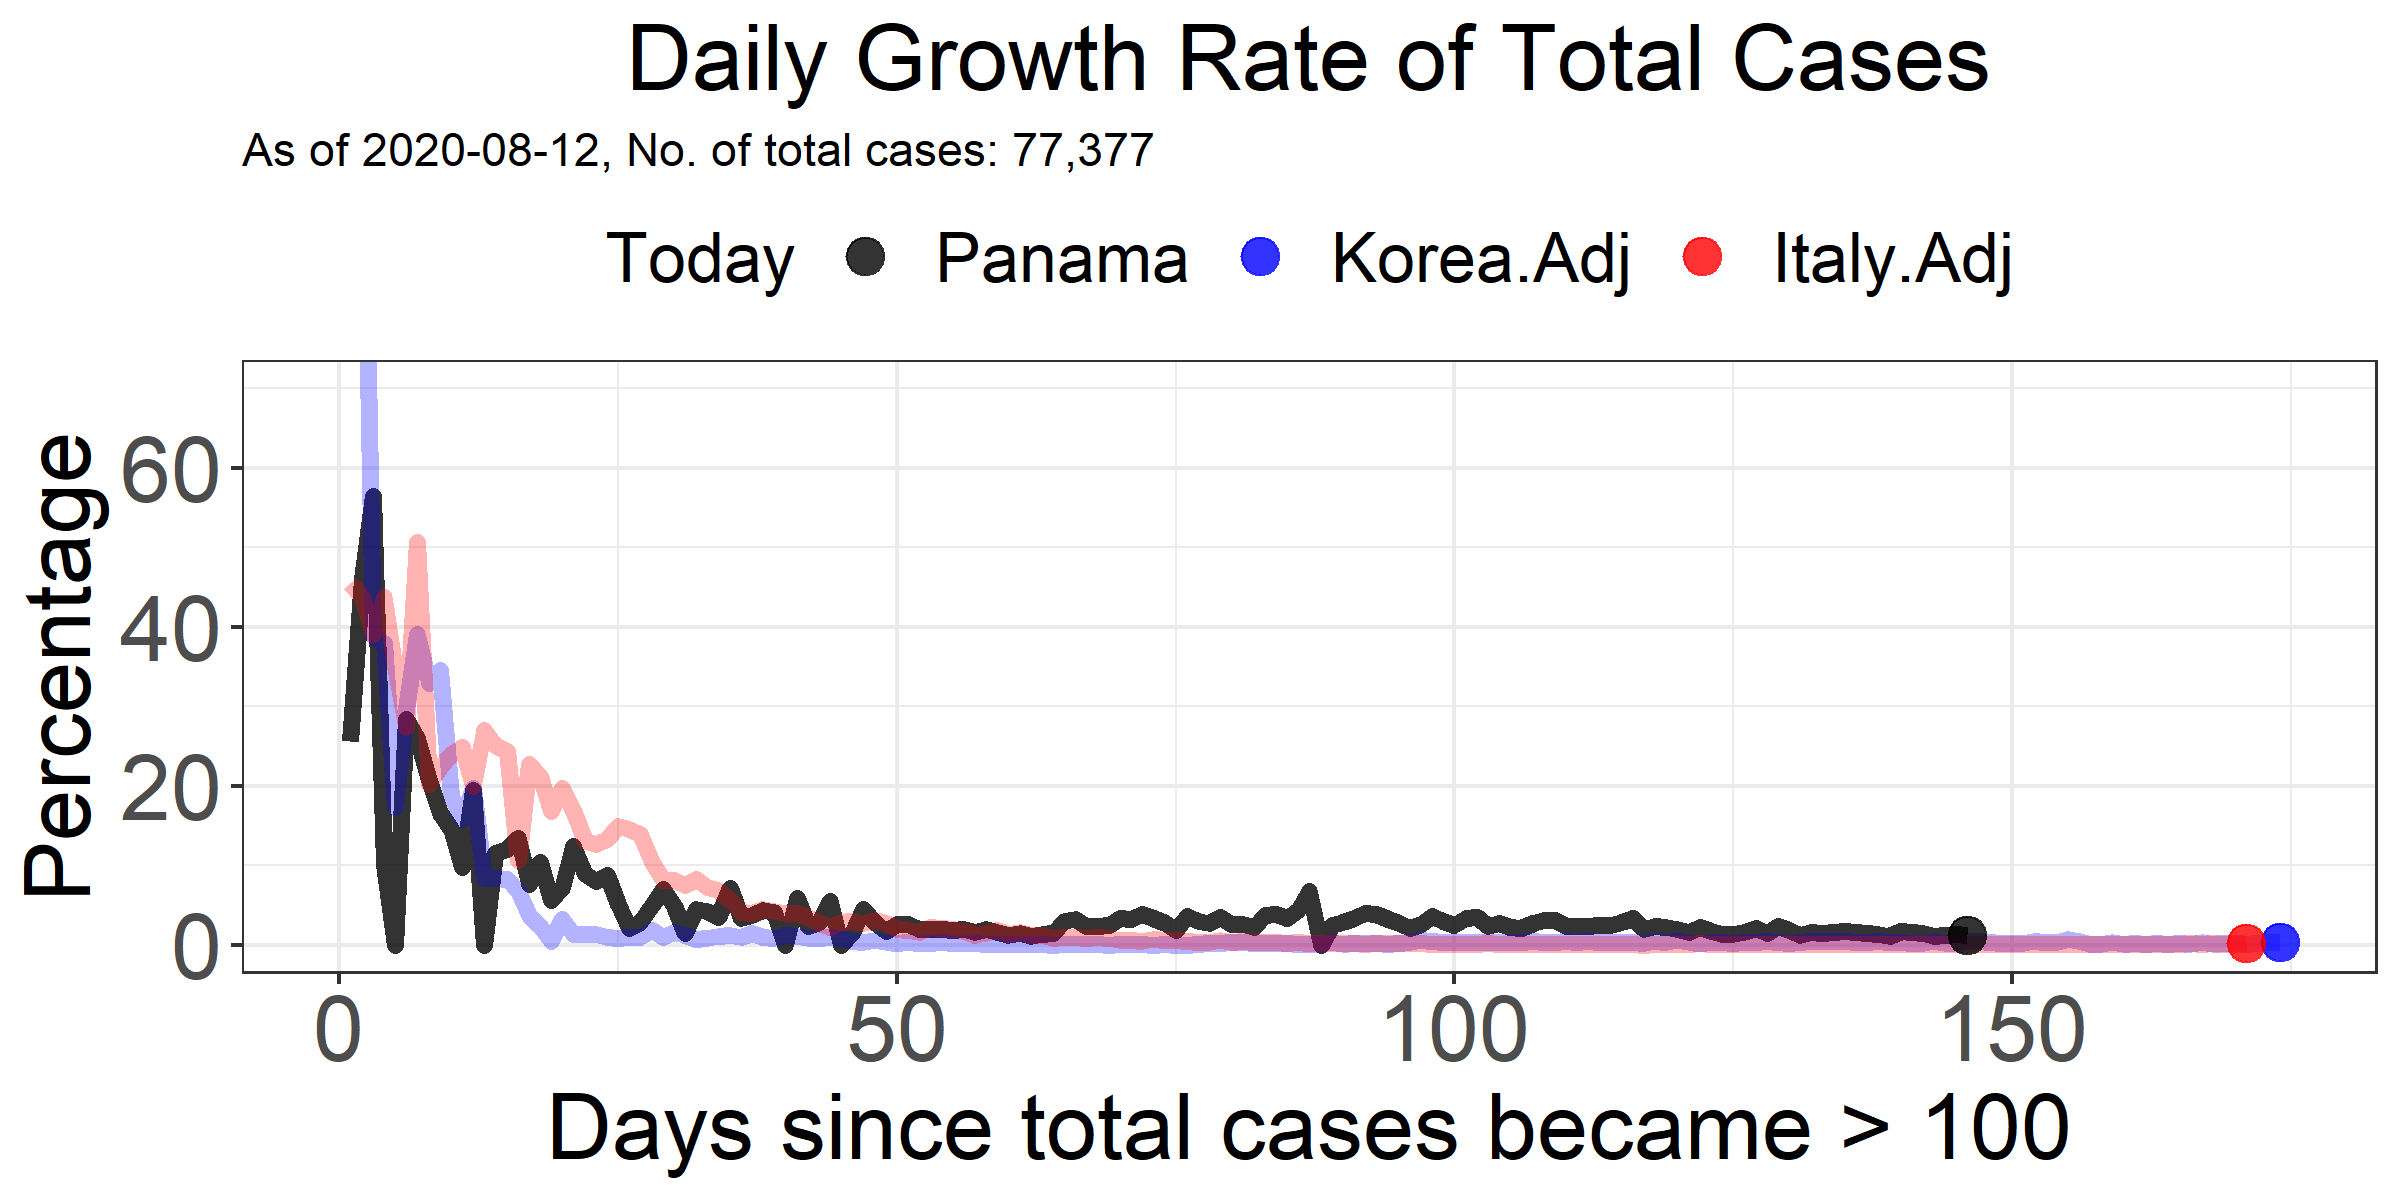 Daily Growth Rate of Total Cases
As of 2020-08-12, No. of total cases: 77,377
Today Panama Korea.Adj Italy.Adj
Percentage
60
40
20
0
0 50 100 150
Days since total cases became > 100